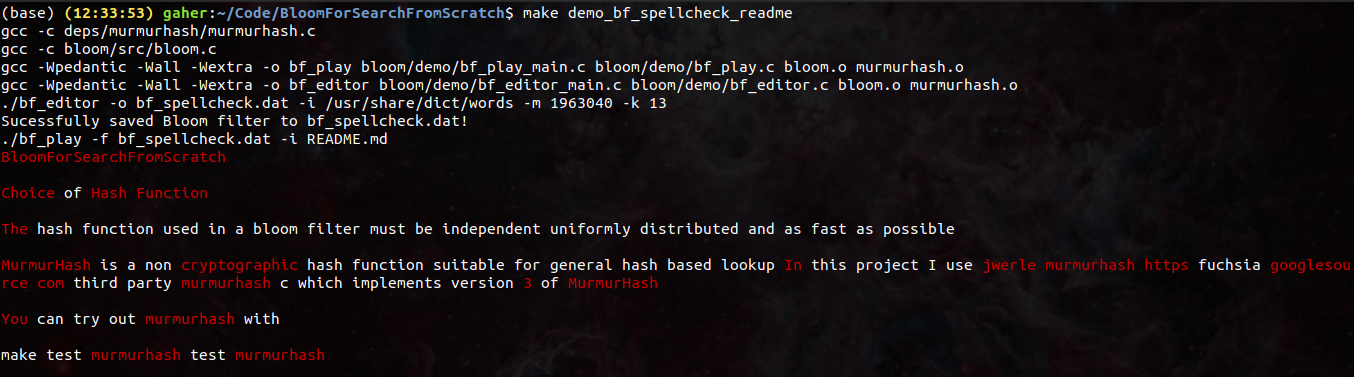 (base) (12:33:53) gaher:~/Code/BloomForSearchFromScratch$ make demo_bf_spellcheck_readme
gcc -c deps/murmurhash/murmurhash.c
gcc -c bloom/src/bloom.c
gcc -Wpedantic -Wall -Wextra -o bf_play bloom/demo/bf_play_main.c bloom/demo/bf_play.c bloom.o murmurhash.o
gcc -Wpedantic -Wall -Wextra -o bf_editor bloom/demo/bf_editor_main.c bloom/demo/bf_editor.c bloom.o murmurhash.o
./bf_editor -o bf_spellcheck.dat -i /usr/share/dict/words -m 1963040 -k 13
Sucessfully saved Bloom filter to bf_spellcheck.dat!
./bf_play -f bf_spellcheck.dat -i README.md
BloomForSearchFromScratch
Choice of Hash Function
The hash function used in a bloom filter must be independent uniformly distributed and as fast as possible
MurmurHash is a non cryptographic hash function suitable for general hash based lookup In this project I use jwerle murmurhash https fuchsia googlesou
rce com third party murmurhash c which implements version 3 of MurmurHash
You can try out murmurhash with
make test murmurhash test murmurhash